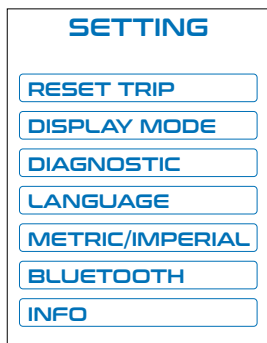 SETTING
RESET TRIP
DISPLAY MODE
DIAGNOSTIC
LANGUAGE
METRIC/IMPERIAL
BLUETOOTH
INFO